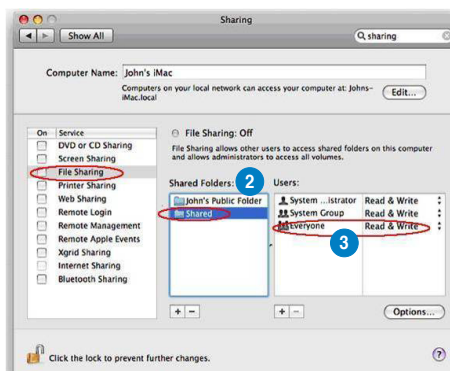 Sharing
Show All
sharing
Computer Name: John's iMac
Computers on your local network can access your computer at: Johns-
iMac.local
Edit...
On Service
DVD or CD Sharing
Screen Sharing
File Sharing
Printer Sharing
Web Sharing
Remote Login
Remote Management
Remote Apple Events
Xgrid Sharing
Internet Sharing
Bluetooth Sharing
File Sharing: Off
File Sharing allows other users to access shared folders on this computer
and allows administrators to access all volumes.
Shared Folders: 2
John's Public Folder
Shared
Users:
System ...istrator Read & Write
System Group Read & Write
Everyone Read & Write
3
+ -
+ -
Options...
Click the lock to prevent further changes.
?